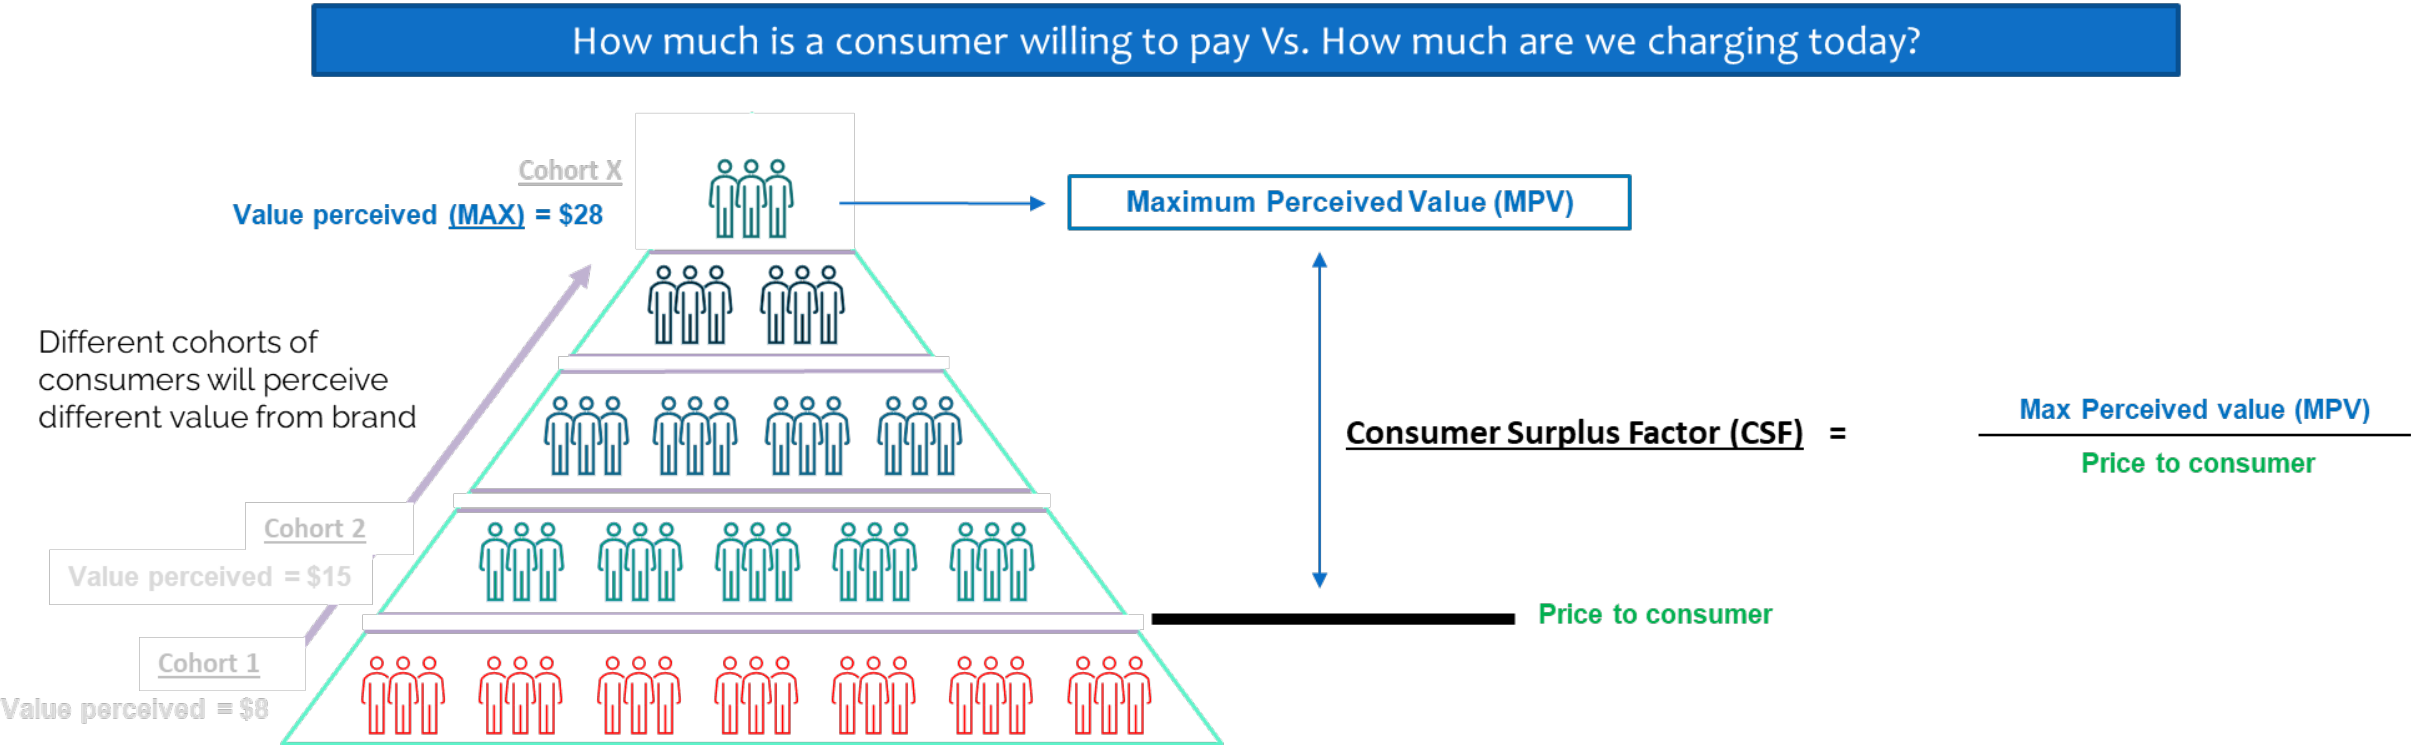 How much is a consumer willing to pay Vs. How much are we charging today?
Cohort X
Value perceived (MAX) = $28
Maximum Perceived Value (MPV)
Different cohorts of
consumers will perceive
different value from brand
Consumer Surplus Factor (CSF) =
Max Perceived value (MPV)
Price to consumer
Cohort 2
Value perceived = $15
Price to consumer
Cohort 1
Value perceived = $8